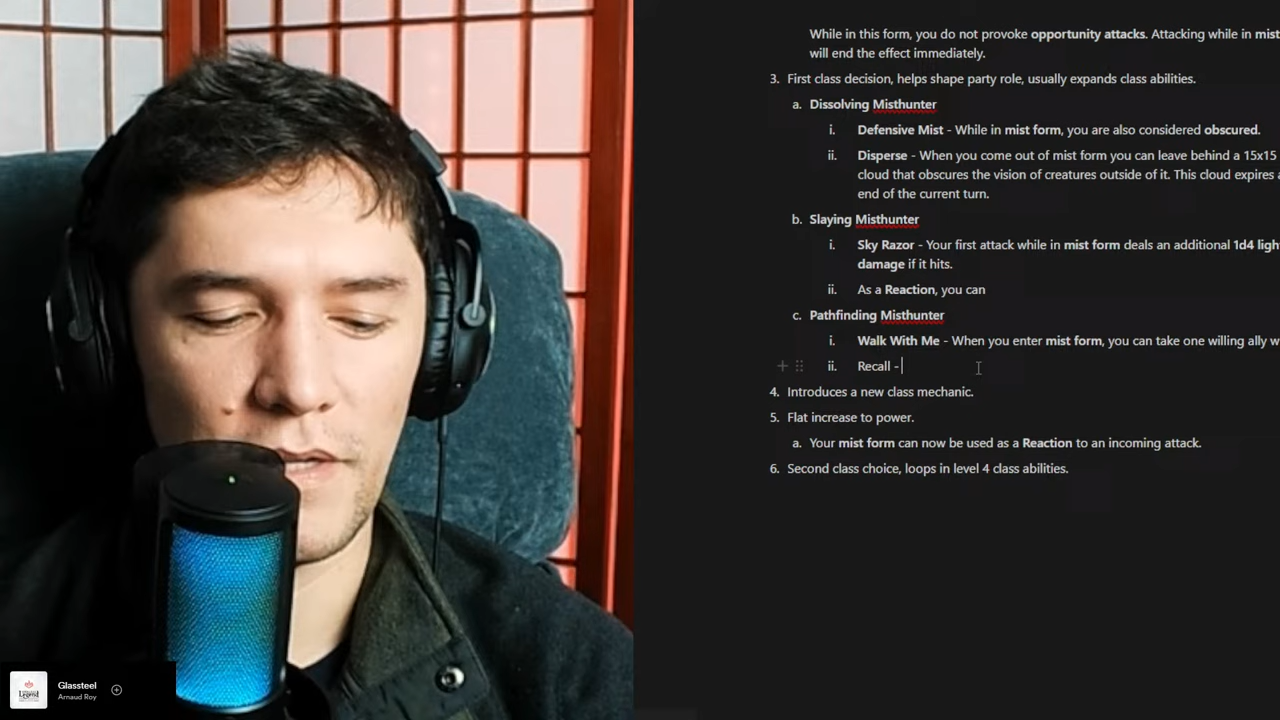 While in this form, you do not provoke opportunity attacks. Attacking while in mist
will end the effect immediately.
3. First class decision, helps shape party role, usually expands class abilities.
a. Dissolving Misthunter
i. Defensive Mist - While in mist form, you are also considered obscured.
ii. Disperse - When you come out of mist form you can leave behind a 15x15
cloud that obscures the vision of creatures outside of it. This cloud expires
end of the current turn.
b. Slaying Misthunter
i. Sky Razor - Your first attack while in mist form deals an additional 1d4
damage if it hits.
ii. As a Reaction, you can
c. Pathfinding Misthunter
i. Walk With Me - When you enter mist form, you can take one willing ally
ii. Recall -
4. Introduces a new class mechanic.
5. Flat increase to power.
a. Your mist form can now be used as a Reaction to an incoming attack.
6. Second class choice, loops in level 4 class abilities.
Legend
Glassteel
Arnaud Roy